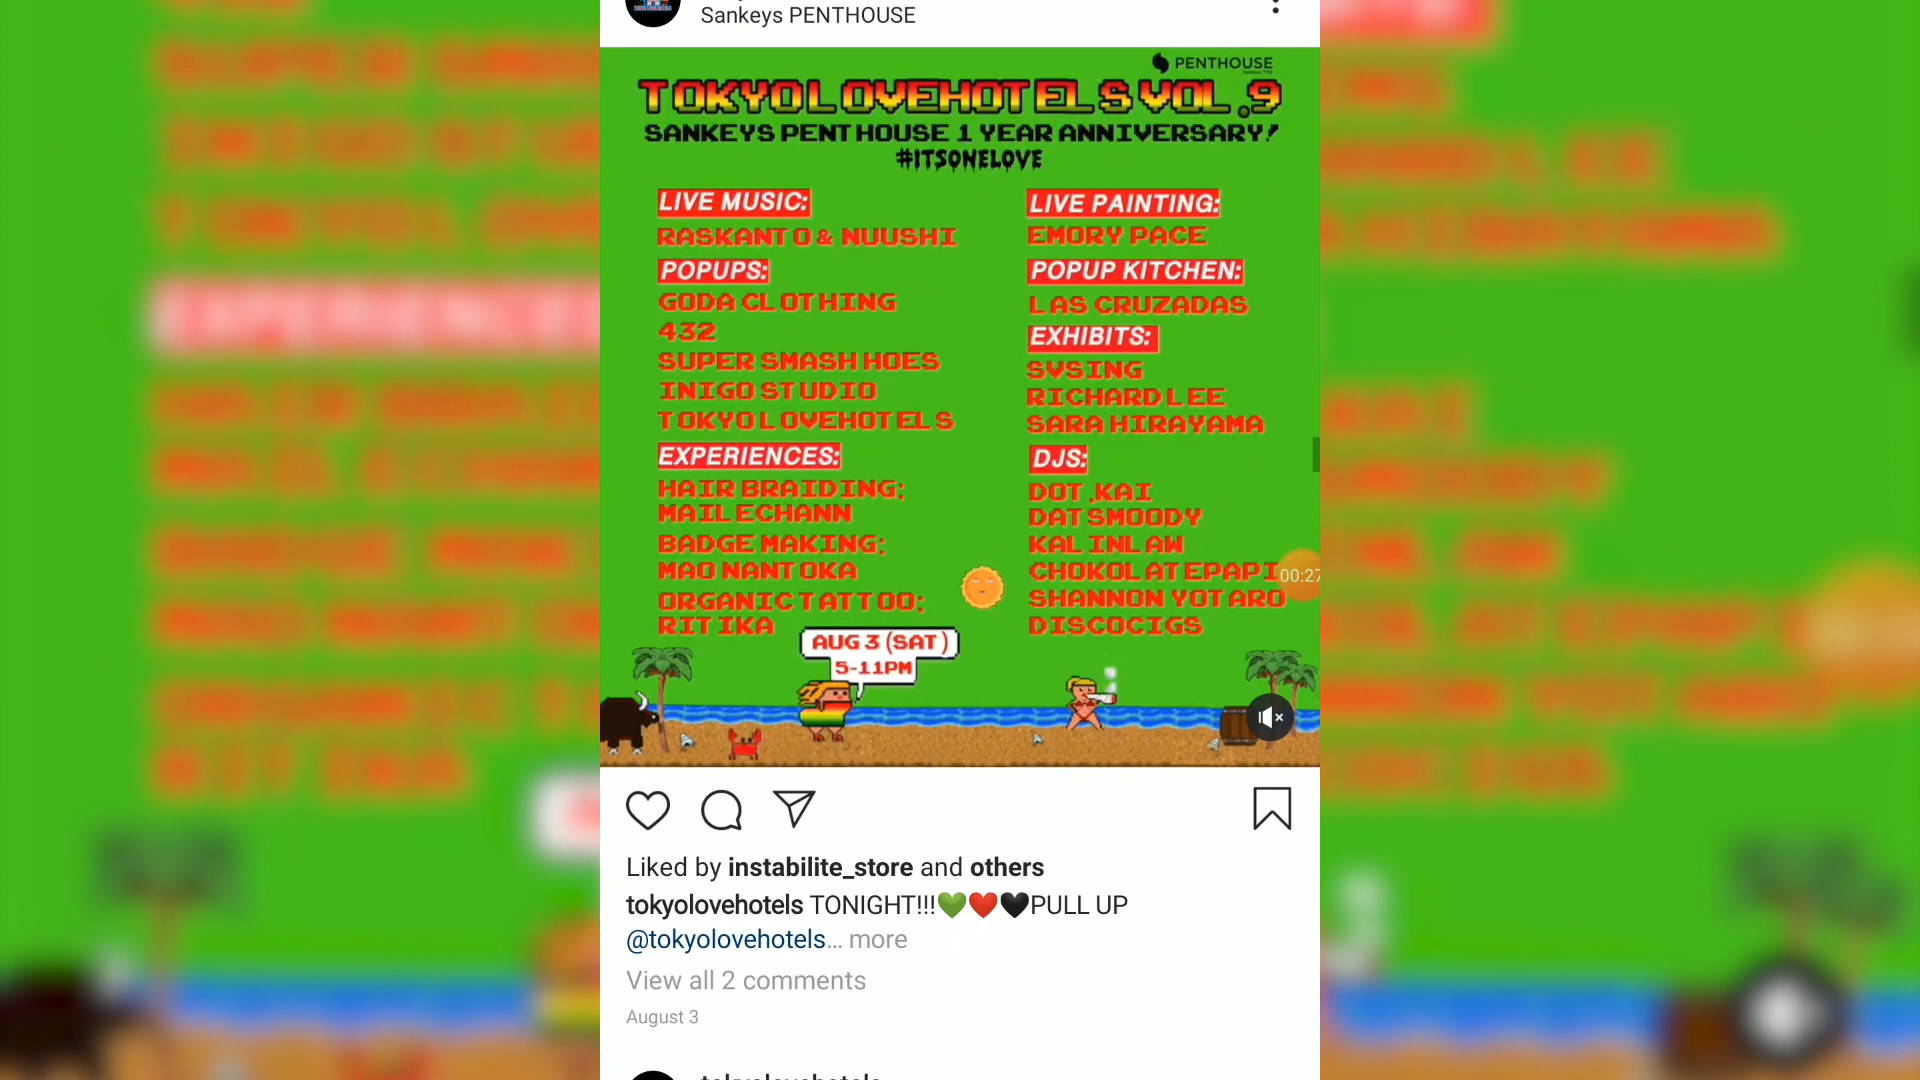 Sankeys PENTHOUSE
PENTHOUSE
TOKYOLOVEHOTELS VOL.9
SANKEYS PENTHOUSE 1 YEAR ANNIVERSARY!
#ITSONELOVE
LIVE MUSIC:
RASKANTO & NUUSHI
POPUPS:
GODA CLOTHING
432
SUPER SMASH HOES
INIGO STUDIO
TOKYOLOVEHOTELS
EXPERIENCES:
HAIR BRAIDING:
MAILECHANN
BADGE MAKING:
MAO NANTOKA
ORGANIC TATTOO:
RITIKA
LIVE PAINTING:
EMORY PACE
POPUP KITCHEN:
LAS CRUZADAS
EXHIBITS:
SVSING
RICHARD LEE
SARA HIRAYAMA
DJS:
DOT.KAI
DATSMOODY
KALINLAW
CHOKOLATEPAPI
SHANNON YOTARO
DISCOCIGS
00:27
AUG 3 (SAT)
5-11PM
Liked by instabilite_store and others
tokyolovehotels TONIGHT!!!💚❤️🖤PULL UP
@tokyolovehotels... more
View all 2 comments
August 3
tokyolovehotels